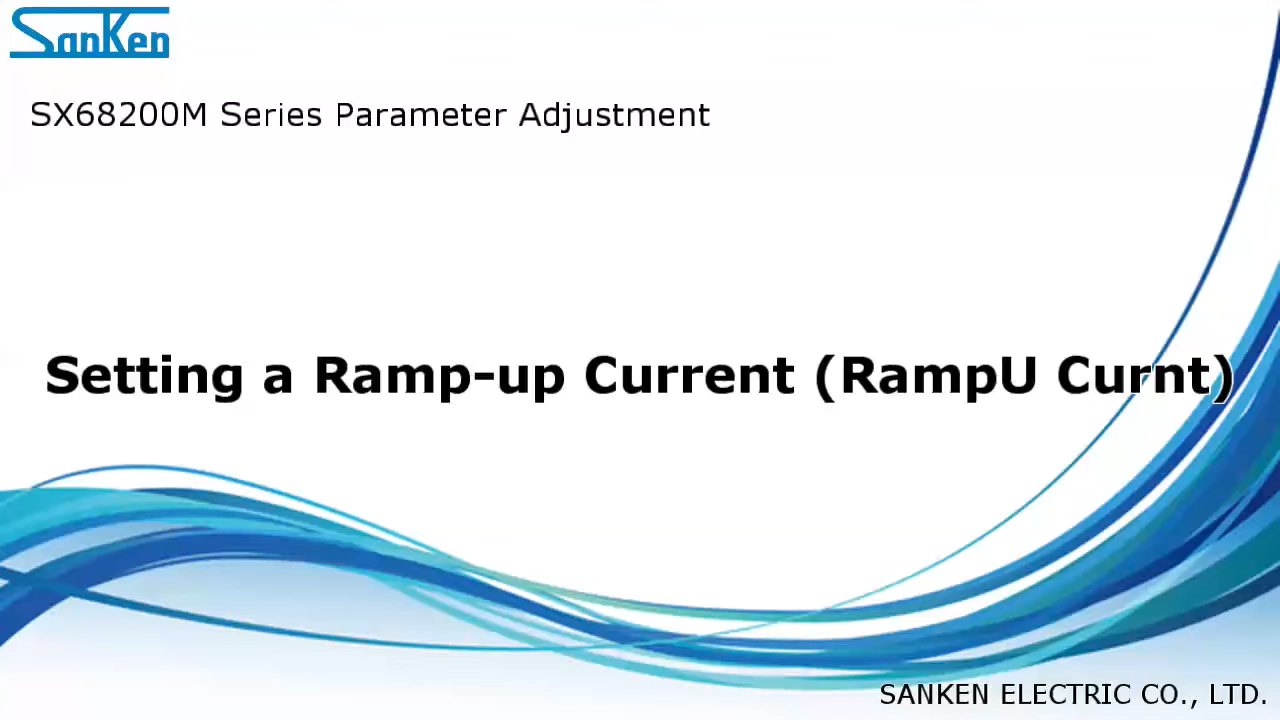 SanKen
SX68200M Series Parameter Adjustment
Setting a Ramp-up Current (RampU Curnt)
SANKEN ELECTRIC CO., LTD.